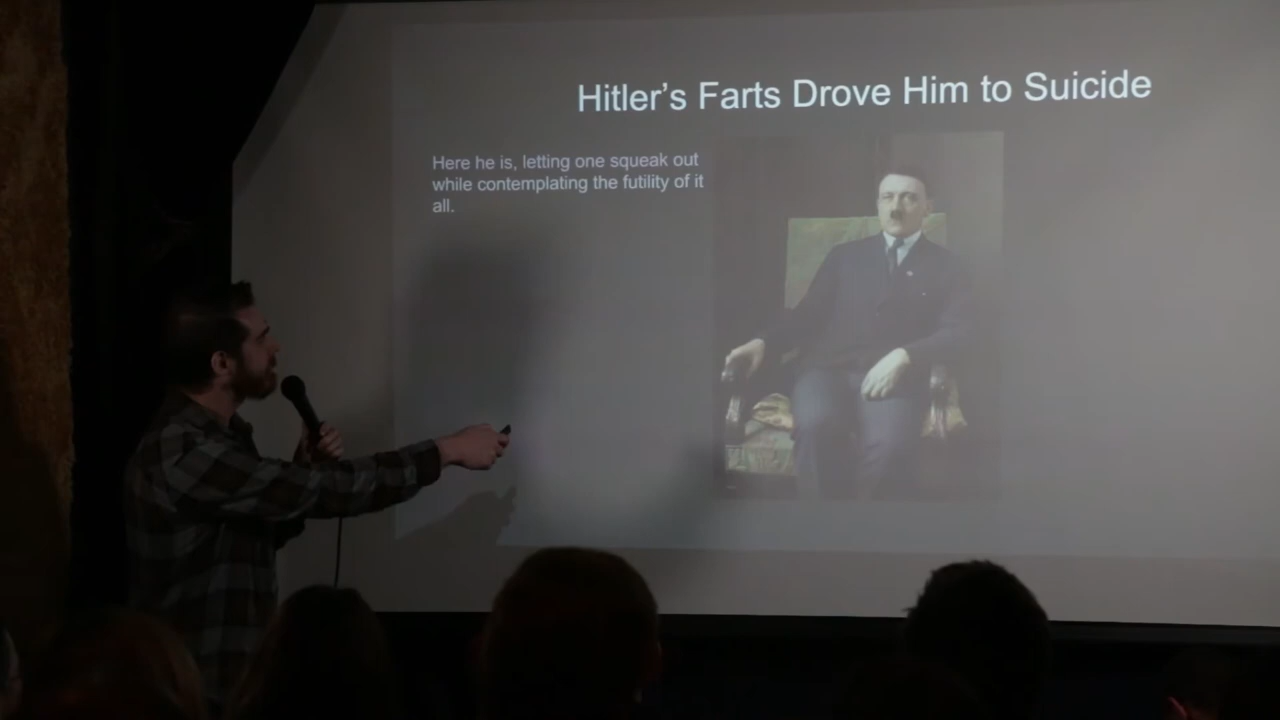 Hitler's Farts Drove Him to Suicide
Here he is, letting one squeak out
while contemplating the futility of it
all.